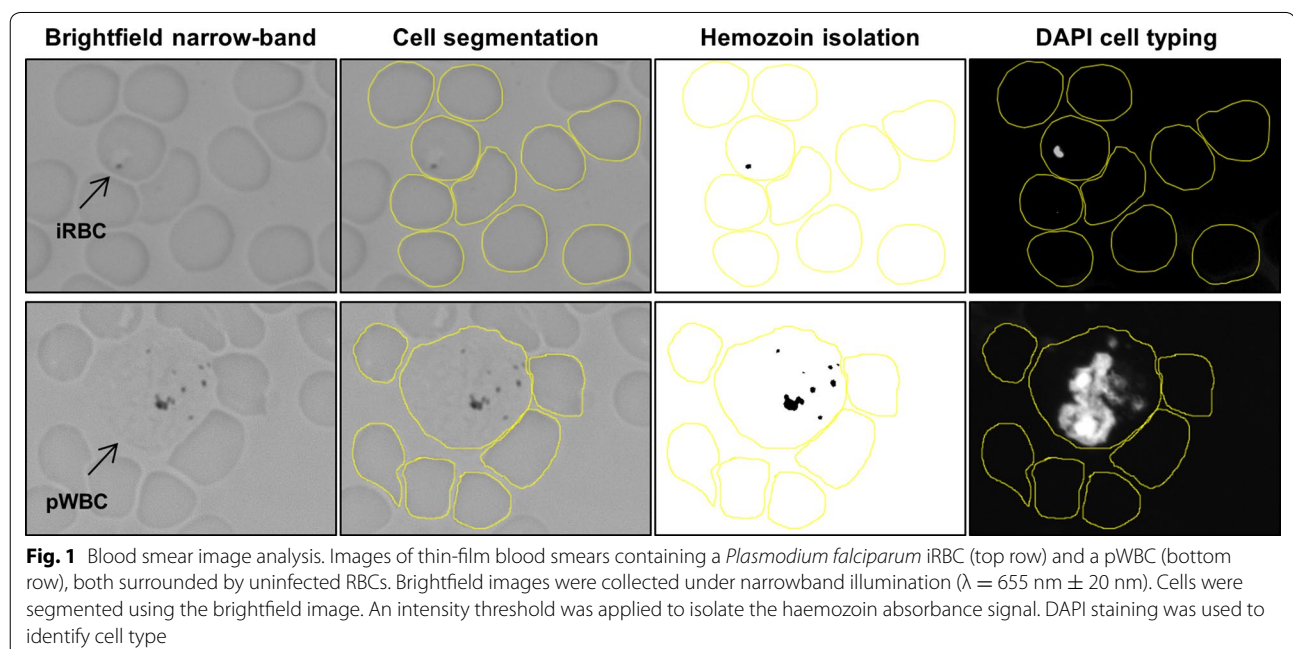 Brightfield narrow-band Cell segmentation Hemozoin isolation DAPI cell typing
iRBC
pWBC
Fig. 1 Blood smear image analysis. Images of thin-film blood smears containing a Plasmodium falciparum iRBC (top row) and a pWBC (bottom
row), both surrounded by uninfected RBCs. Brightfield images were collected under narrowband illumination (λ = 655 nm ± 20 nm). Cells were
segmented using the brightfield image. An intensity threshold was applied to isolate the haemozoin absorbance signal. DAPI staining was used to
identify cell type